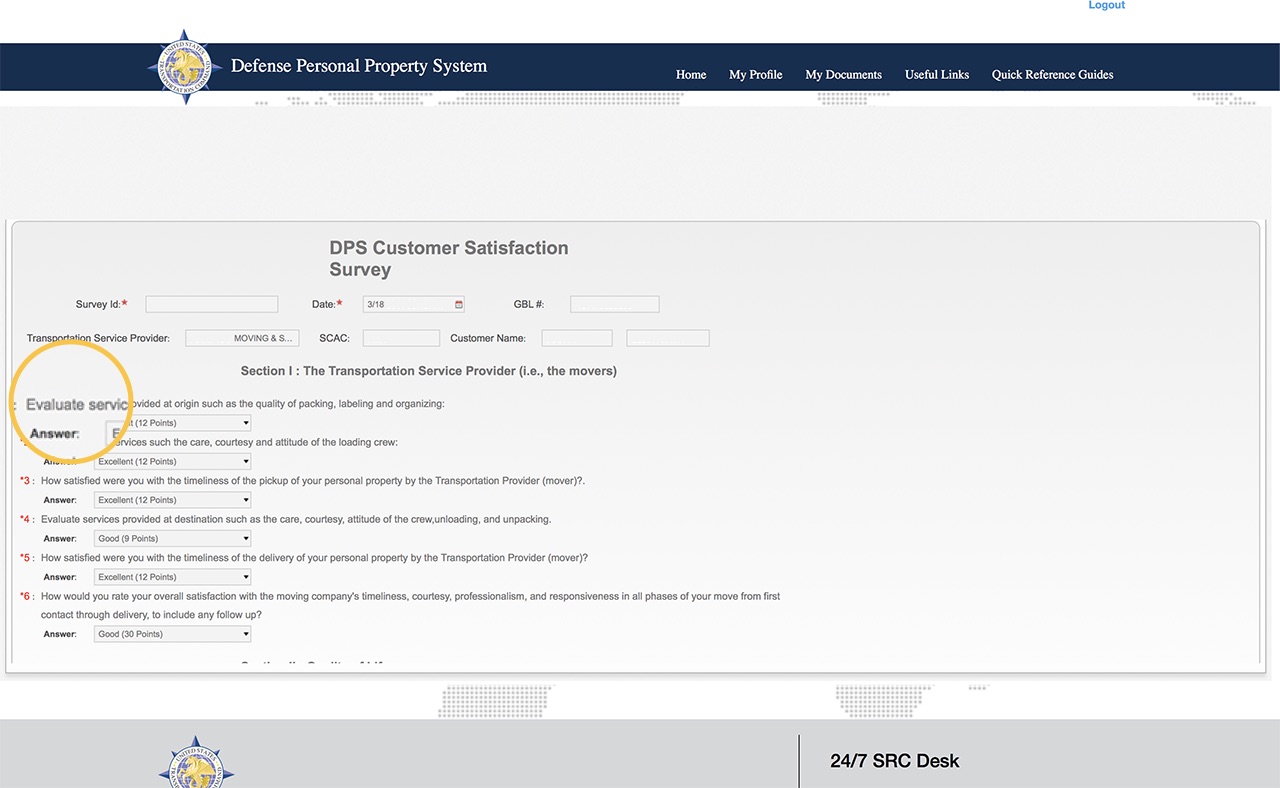 Logout
Defense Personal Property System
Home My Profile My Documents Useful Links Quick Reference Guides
DPS Customer Satisfaction
Survey
Survey Id:* Date:* 3/18 GBL #:
Transportation Service Provider: MOVING & S... SCAC: Customer Name:
Section I : The Transportation Service Provider (i.e., the movers)
: Evaluate servic ovided at origin such as the quality of packing, labeling and organizing:
Answer: E t (12 Points)
ervices such the care, courtesy and attitude of the loading crew:
Excellent (12 Points)
*3 : How satisfied were you with the timeliness of the pickup of your personal property by the Transportation Provider (mover)?.
Answer: Excellent (12 Points)
*4 : Evaluate services provided at destination such as the care, courtesy, attitude of the crew,unloading, and unpacking.
Answer: Good (9 Points)
*5 : How satisfied were you with the timeliness of the delivery of your personal property by the Transportation Provider (mover)?
Answer: Excellent (12 Points)
*6 : How would you rate your overall satisfaction with the moving company's timeliness, courtesy, professionalism, and responsiveness in all phases of your move from first
contact through delivery, to include any follow up?
Answer: Good (30 Points)
24/7 SRC Desk